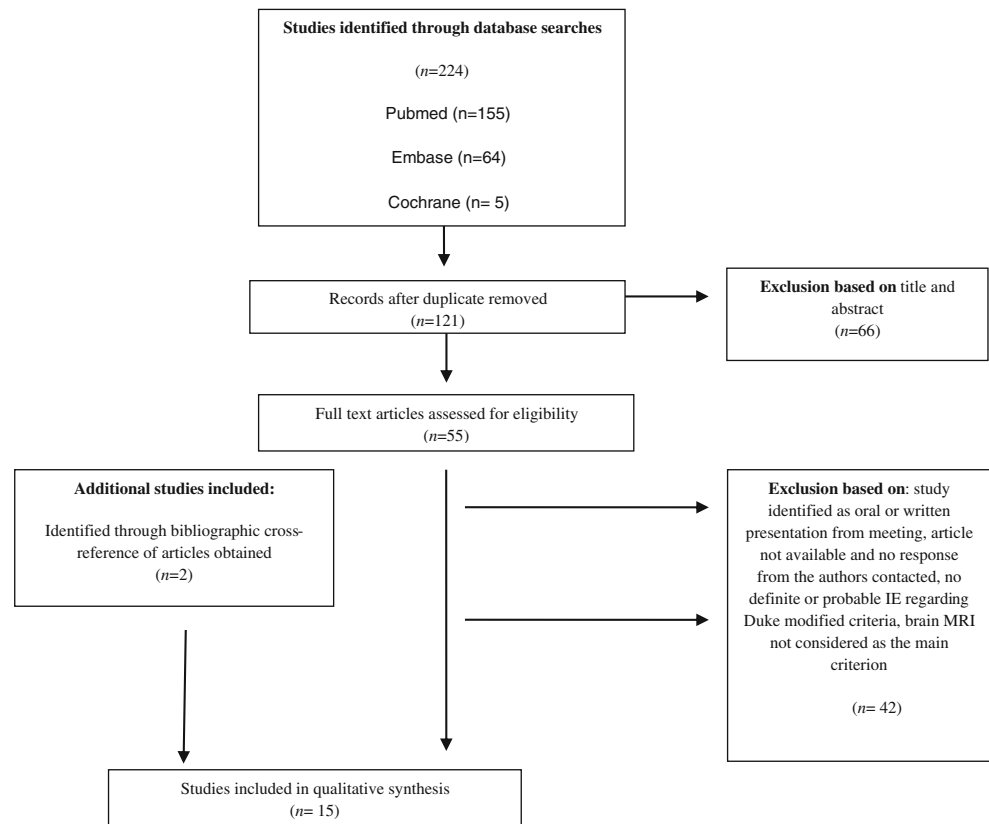 Studies identified through database searches
(n=224)
Pubmed (n=155)
Embase (n=64)
Cochrane (n= 5)
Records after duplicate removed
(n=121)
Exclusion based on title and
abstract
(n=66)
Full text articles assessed for eligibility
(n=55)
Additional studies included:
Identified through bibliographic cross-
reference of articles obtained
(n=2)
Exclusion based on: study
identified as oral or written
presentation from meeting, article
not available and no response
from the authors contacted, no
definite or probable IE regarding
Duke modified criteria, brain MRI
not considered as the main
criterion
(n= 42)
Studies included in qualitative synthesis
(n= 15)